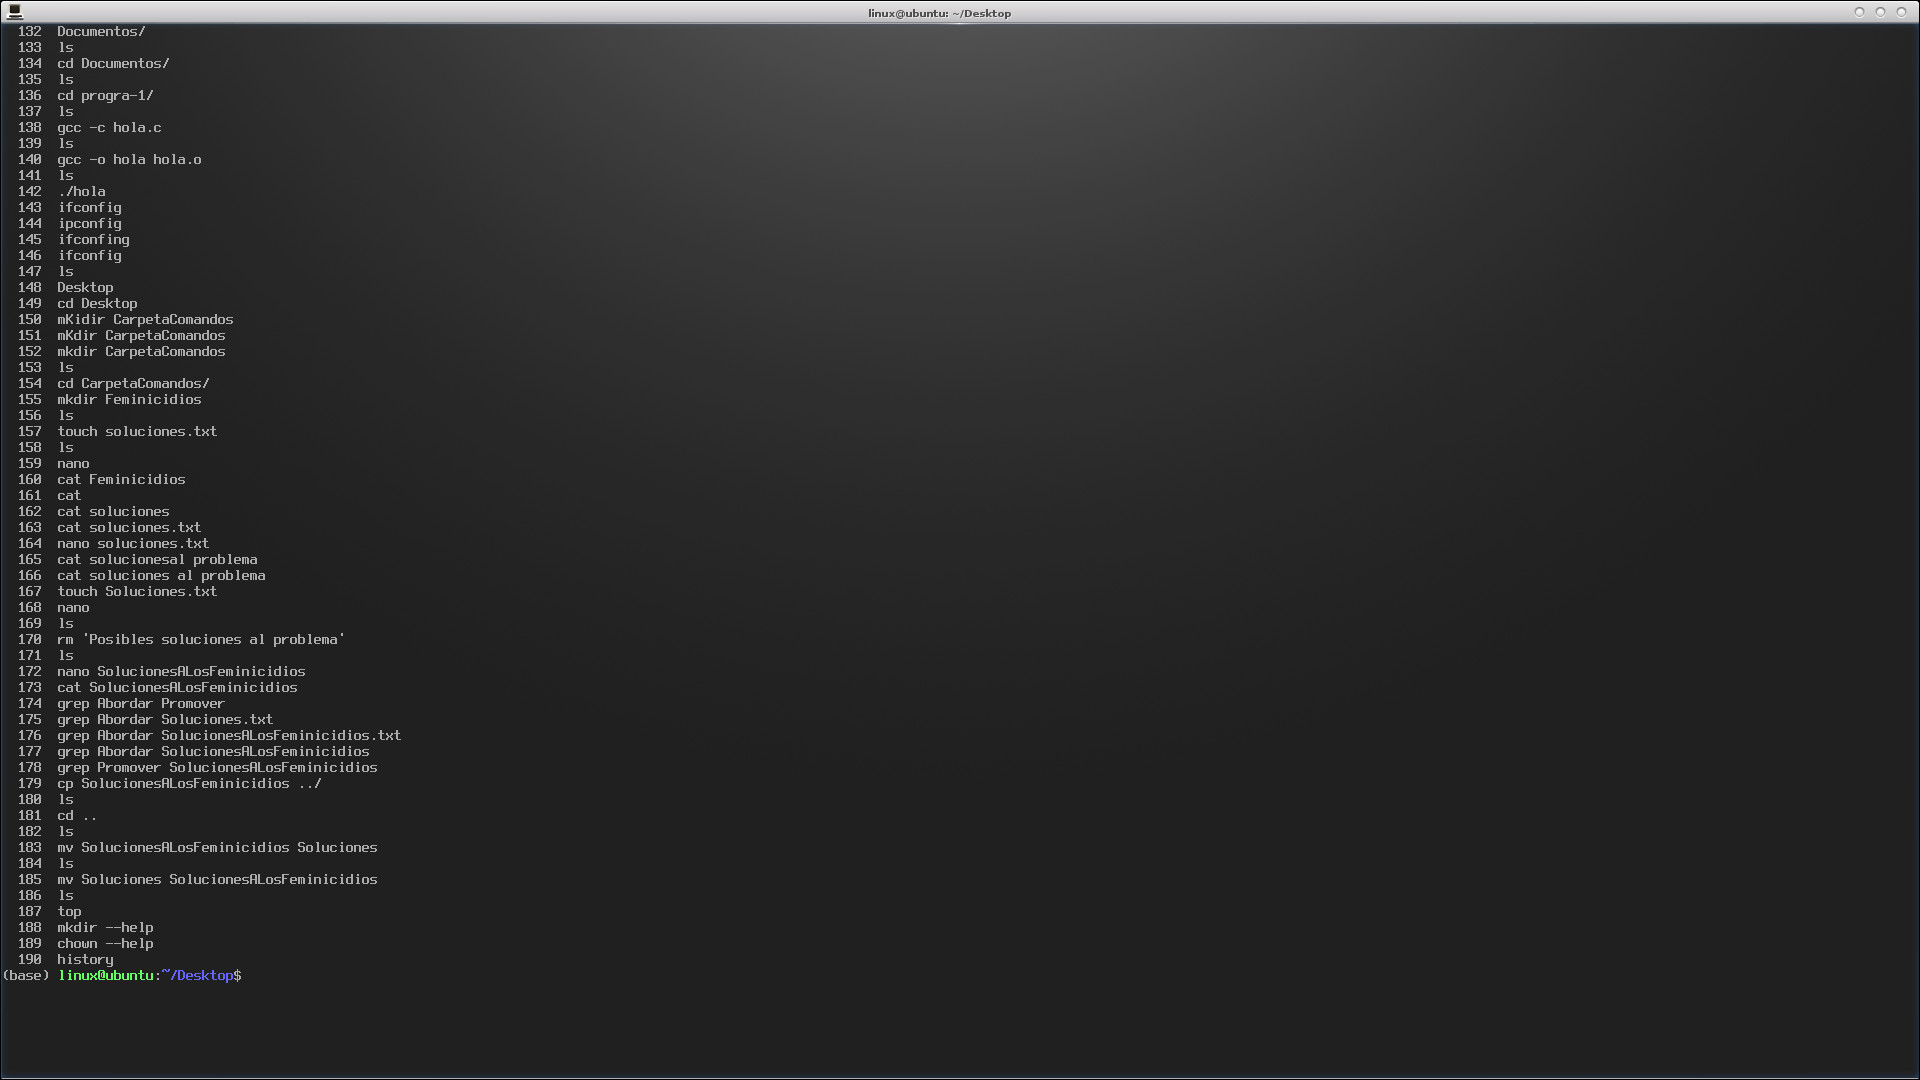 linux@ubuntu: ~/Desktop
132 Documentos/
133 ls
134 cd Documentos/
135 ls
136 cd progra-1/
137 ls
138 gcc -c hola.c
139 ls
140 gcc -o hola hola.o
141 ls
142 ./hola
143 ifconfig
144 ipconfig
145 ifconfing
146 ifconfig
147 ls
148 Desktop
149 cd Desktop
150 mKidir CarpetaComandos
151 mKdir CarpetaComandos
152 mkdir CarpetaComandos
153 ls
154 cd CarpetaComandos/
155 mkdir Feminicidios
156 ls
157 touch soluciones.txt
158 ls
159 nano
160 cat Feminicidios
161 cat
162 cat soluciones
163 cat soluciones.txt
164 nano soluciones.txt
165 cat solucionesal problema
166 cat soluciones al problema
167 touch Soluciones.txt
168 nano
169 ls
170 rm 'Posibles soluciones al problema'
171 ls
172 nano SolucionesALosFeminicidios
173 cat SolucionesALosFeminicidios
174 grep Abordar Promover
175 grep Abordar Soluciones.txt
176 grep Abordar SolucionesALosFeminicidios.txt
177 grep Abordar SolucionesALosFeminicidios
178 grep Promover SolucionesALosFeminicidios
179 cp SolucionesALosFeminicidios ../
180 ls
181 cd ..
182 ls
183 mv SolucionesALosFeminicidios Soluciones
184 ls
185 mv Soluciones SolucionesALosFeminicidios
186 ls
187 top
188 mkdir --help
189 chown --help
190 history
(base) linux@ubuntu:~/Desktop$